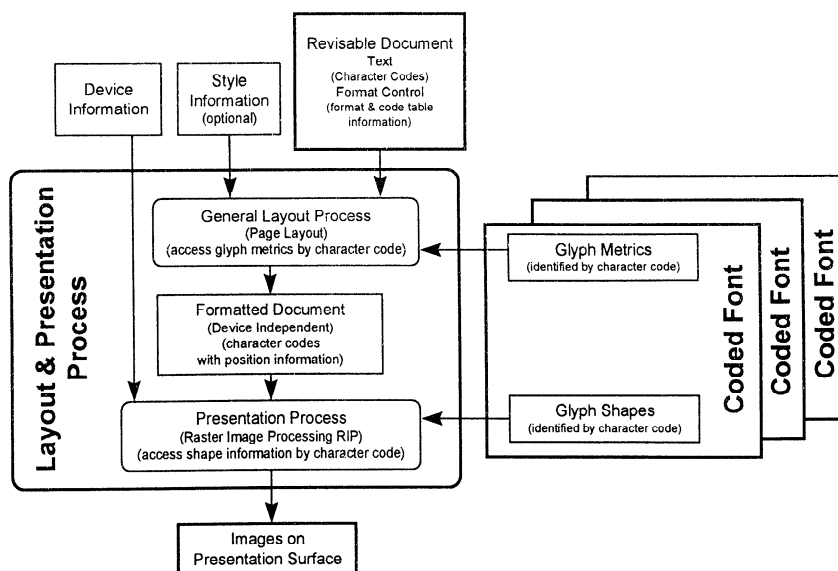 Revisable Document
Text
(Character Codes)
Format Control
(format & code table
information)
Device
Information
Style
Information
(optional)
Layout & Presentation
Process
General Layout Process
(Page Layout)
(access glyph metrics by character code)
Formatted Document
(Device Independent)
(character codes
with position information)
Presentation Process
(Raster Image Processing RIP)
(access shape information by character code)
Images on
Presentation Surface
Glyph Metrics
(identified by character code)
Glyph Shapes
(identified by character code)
Coded Font
Coded Font
Coded Font